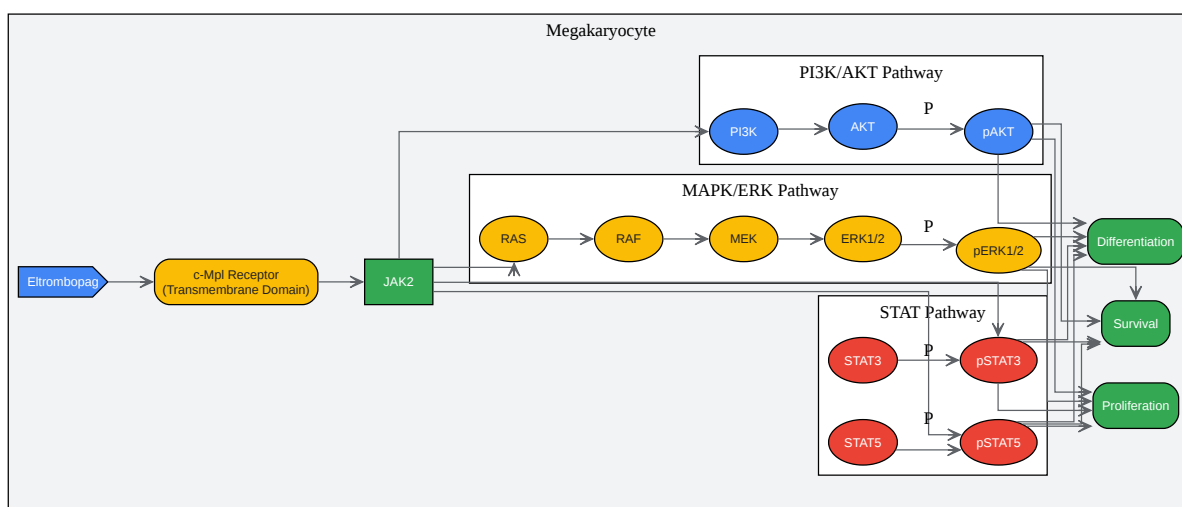 Megakaryocyte
PI3K/AKT Pathway
PI3K
AKT
P
pAKT
MAPK/ERK Pathway
RAS
RAF
MEK
ERK1/2
P
pERK1/2
Differentiation
Eltrombopag
c-Mpl Receptor
(Transmembrane Domain)
JAK2
STAT Pathway
Survival
STAT3
P
pSTAT3
Proliferation
STAT5
P
pSTAT5